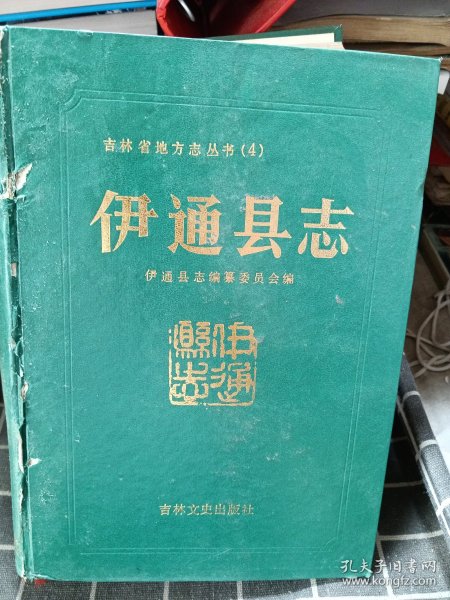 吉林省地方志丛书(4)
伊通县志
伊通县志编纂委员会编
伊通
縣志
吉林文史出版社
孔夫子旧书网
www.kongfz.com